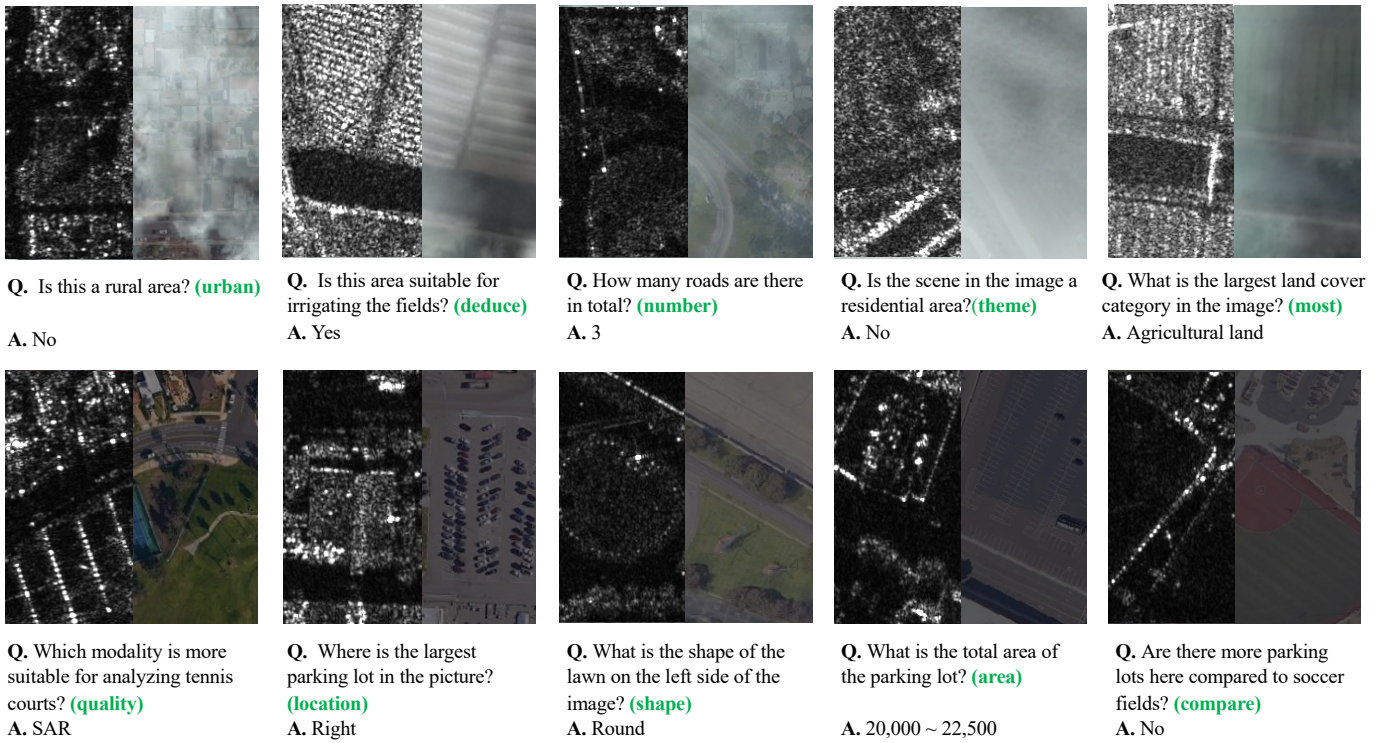 Q. Is this a rural area? (urban)
A. No
Q. Is this area suitable for
irrigating the fields? (deduce)
A. Yes
Q. How many roads are there
in total? (number)
A. 3
Q. Is the scene in the image a
residential area?(theme)
A. No
Q. What is the largest land cover
category in the image? (most)
A. Agricultural land
Q. Which modality is more
suitable for analyzing tennis
courts? (quality)
A. SAR
Q. Where is the largest
parking lot in the picture?
(location)
A. Right
Q. What is the shape of the
lawn on the left side of the
image? (shape)
A. Round
Q. What is the total area of
the parking lot? (area)
A. 20,000 ~ 22,500
Q. Are there more parking
lots here compared to soccer
fields? (compare)
A. No